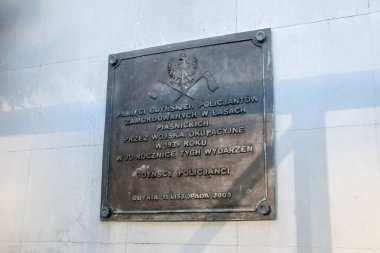 PAMIĘCI GDYŃSKICH POLICJANTÓW
ZAMORDOWANYCH W LASACH
PIAŚNICKICH
PRZEZ WOJSKA OKUPACYJNE
W 1939 ROKU
W 70 ROCZNICĘ TYCH WYDARZEŃ
GDYŃSCY POLICJANCI
GDYNIA 11 LISTOPADA 2009